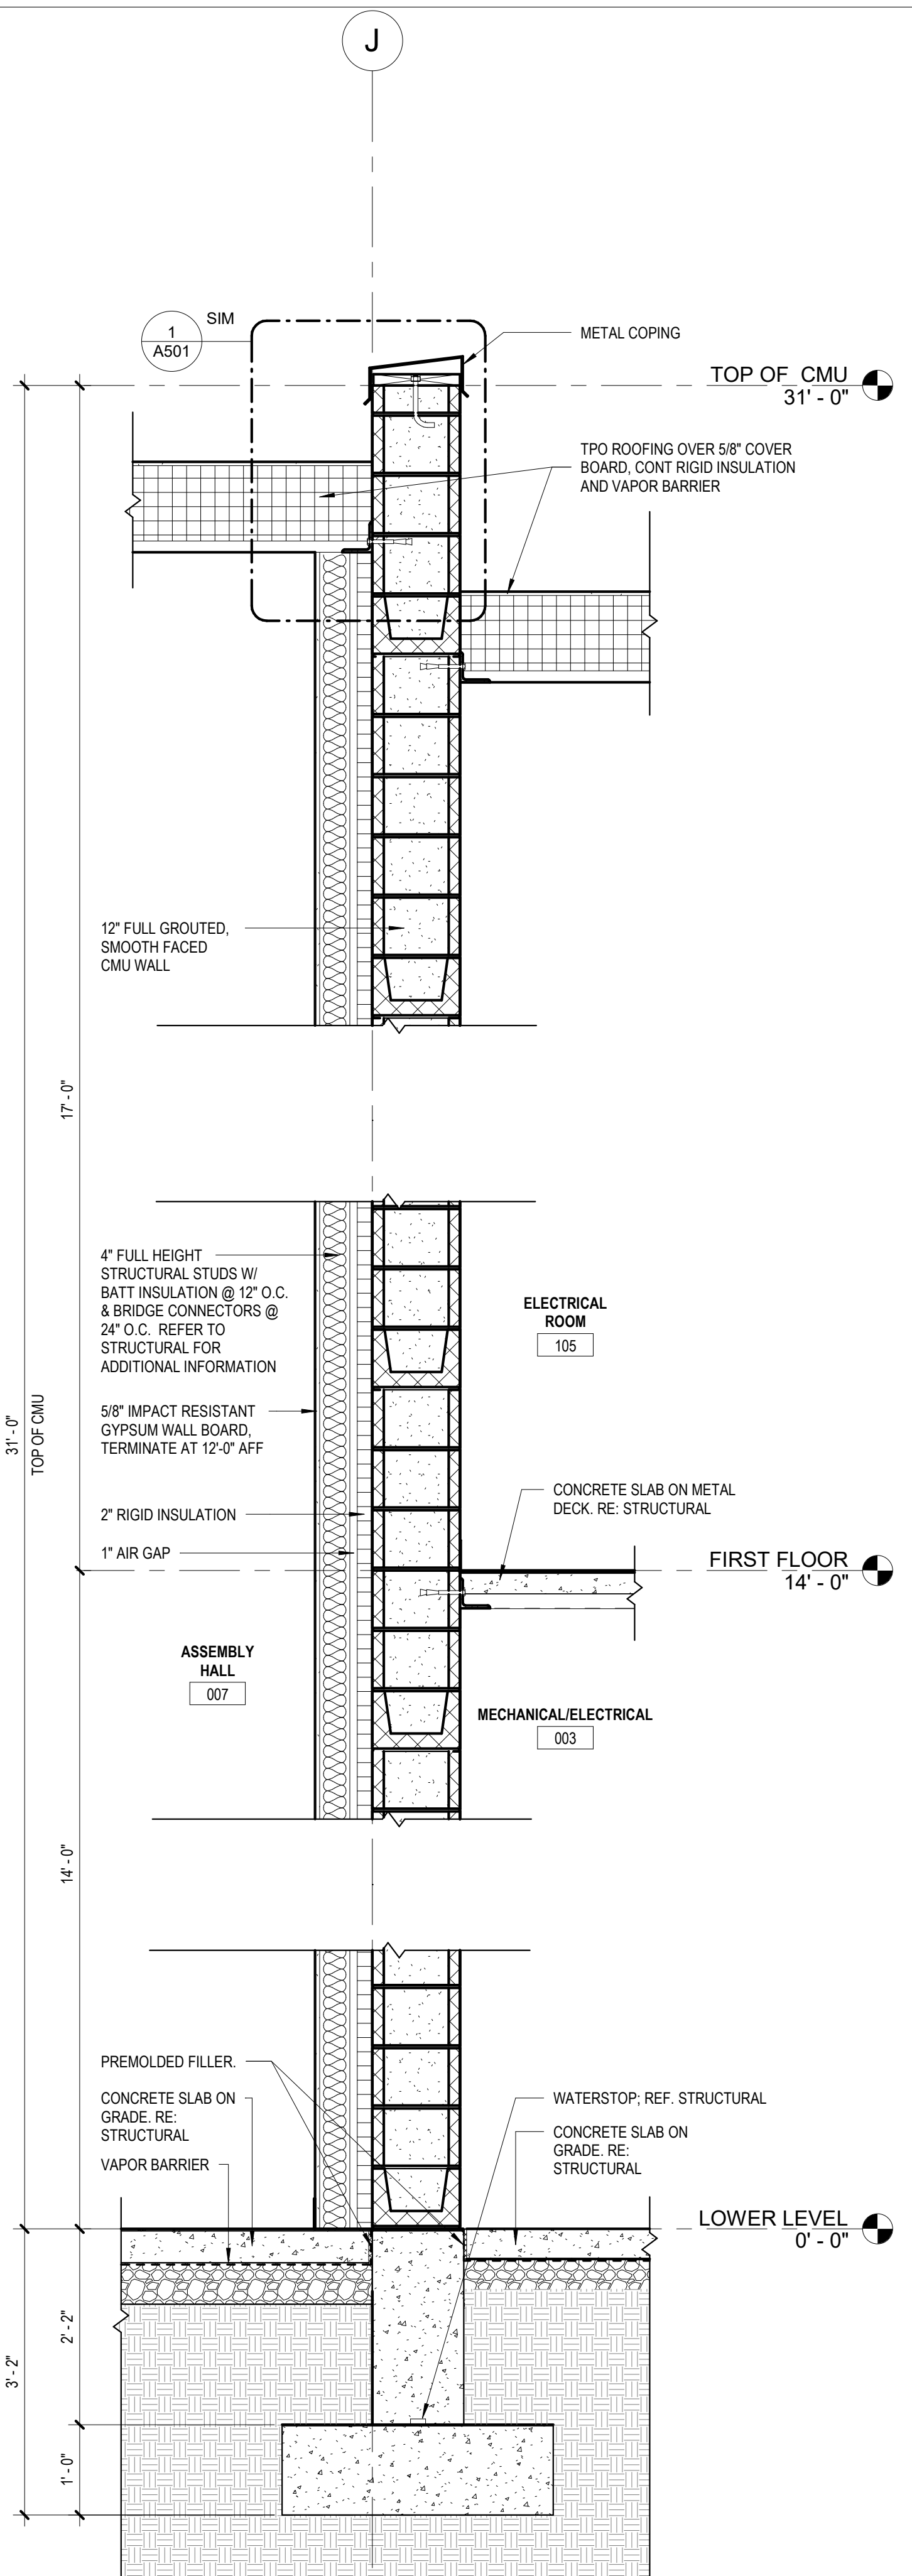 J
SIM
1
A501
METAL COPING
TOP OF CMU
31' - 0"
TPO ROOFING OVER 5/8" COVER
BOARD, CONT RIGID INSULATION
AND VAPOR BARRIER
12" FULL GROUTED,
SMOOTH FACED
CMU WALL
17' - 0"
4" FULL HEIGHT
STRUCTURAL STUDS W/
BATT INSULATION @ 12" O.C.
& BRIDGE CONNECTORS @
24" O.C. REFER TO
STRUCTURAL FOR
ADDITIONAL INFORMATION
ELECTRICAL
ROOM
105
31' - 0"
TOP OF CMU
5/8" IMPACT RESISTANT
GYPSUM WALL BOARD,
TERMINATE AT 12'-0" AFF
2" RIGID INSULATION
1" AIR GAP
CONCRETE SLAB ON METAL
DECK. RE: STRUCTURAL
FIRST FLOOR
14' - 0"
ASSEMBLY
HALL
007
MECHANICAL/ELECTRICAL
003
14' - 0"
PREMOLDED FILLER.
CONCRETE SLAB ON
GRADE. RE:
STRUCTURAL
VAPOR BARRIER
WATERSTOP; REF. STRUCTURAL
CONCRETE SLAB ON
GRADE. RE:
STRUCTURAL
LOWER LEVEL
0' - 0"
2' - 2"
3' - 2"
1' - 0"